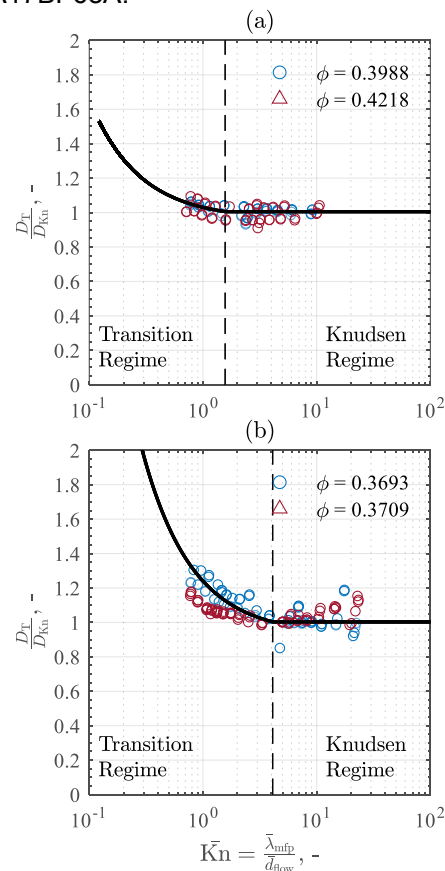 (a)
2
1.8
1.6
1.4
1.2
1
0.8
0.6
0.4
0.2
0
D_T/D_Kn, -
ϕ = 0.3988
ϕ = 0.4218
Transition Regime
Knudsen Regime
10^-1 10^0 10^1 10^2
(b)
2
1.8
1.6
1.4
1.2
1
0.8
0.6
0.4
0.2
0
D_T/D_Kn, -
ϕ = 0.3693
ϕ = 0.3709
Transition Regime
Knudsen Regime
10^-1 10^0 10^1 10^2
K̄n = λ̄_mfp/d̄_flow, -